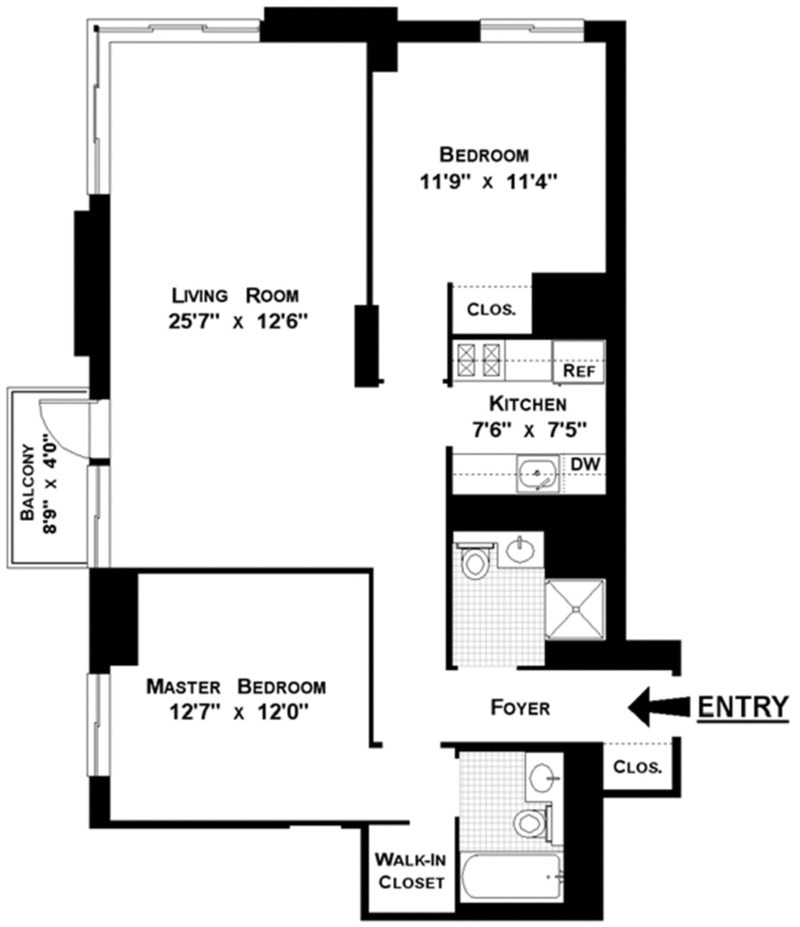 BEDROOM
11'9" X 11'4"
LIVING ROOM
25'7" X 12'6"
CLOS.
REF
KITCHEN
7'6" X 7'5"
DW
BALCONY
8'9" X 4'0"
MASTER BEDROOM
12'7" X 12'0"
FOYER
ENTRY
CLOS.
WALK-IN
CLOSET